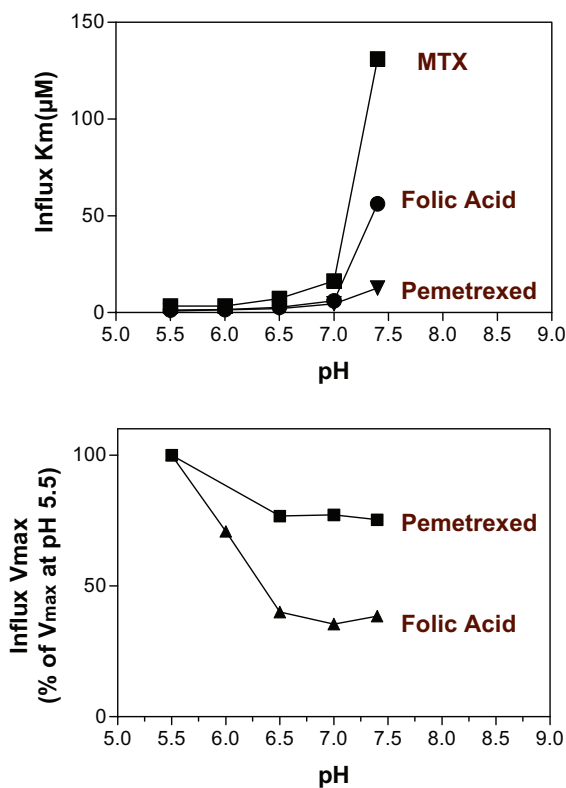 Influx Km(µM)
150
100
50
0
MTX
Folic Acid
Pemetrexed
5.0 5.5 6.0 6.5 7.0 7.5 8.0 8.5 9.0
pH
Influx Vmax
(% of Vmax at pH 5.5)
100
50
0
Pemetrexed
Folic Acid
5.0 5.5 6.0 6.5 7.0 7.5 8.0 8.5 9.0
pH